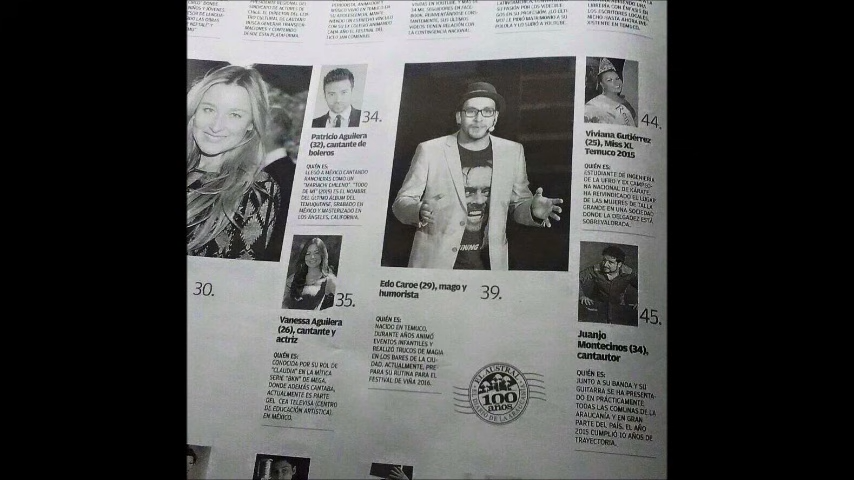 34.
Patricio Aguilera
(32), cantante de
boleros
QUIÉN ES:
LLEGÓ A MÉXICO CANTANDO
RANCHERAS COMO UN
"MARIACHI CHILENO". "TODO
DE MÍ" (2015) ES EL NOMBRE
DEL ÚLTIMO ÁLBUM DEL
TEMUQUENSE, GRABADO EN
MÉXICO Y MASTERIZADO EN
LOS ÁNGELES, CALIFORNIA.
30.
35.
Vanessa Aguilera
(26), cantante y
actriz
QUIÉN ES:
CONOCIDA POR SU ROL DE
"CLAUDIA" EN LA MÍTICA
SERIE "BKN" DE MEGA,
DONDE ADEMÁS CANTABA,
ACTUALMENTE ES PARTE
DEL CEA TELEVISA (CENTRO
DE EDUCACIÓN ARTÍSTICA),
EN MÉXICO.
Edo Caroe (29), mago y
humorista
39.
QUIÉN ES:
NACIDO EN TEMUCO,
DURANTE AÑOS ANIMÓ
EVENTOS INFANTILES Y
REALIZÓ TRUCOS DE MAGIA
EN LOS BARES DE LA CIU-
DAD. ACTUALMENTE, PRE-
PARA SU RUTINA PARA EL
FESTIVAL DE VIÑA 2016.
EL AUSTRAL
100
años
44.
Viviana Gutiérrez
(25), Miss XL
Temuco 2015
QUIÉN ES:
ESTUDIANTE DE INGENIERÍA
DE LA UFRO Y EX CAMPEO-
NA NACIONAL DE KARATE,
HA REIVINDICADO EL LUGAR
DE LAS MUJERES DE TALLA
GRANDE EN UNA SOCIEDAD
DONDE LA DELGADEZ ESTÁ
SOBREVALORADA.
45.
Juanjo
Montecinos (34),
cantautor
QUIÉN ES:
JUNTO A SU BANDA Y SU
GUITARRA SE HA PRESENTA-
DO EN PRÁCTICAMENTE
TODAS LAS COMUNAS DE LA
ARAUCANÍA Y EN GRAN
PARTE DEL PAÍS. EL AÑO
2015 CUMPLIÓ 10 AÑOS DE
TRAYECTORIA.